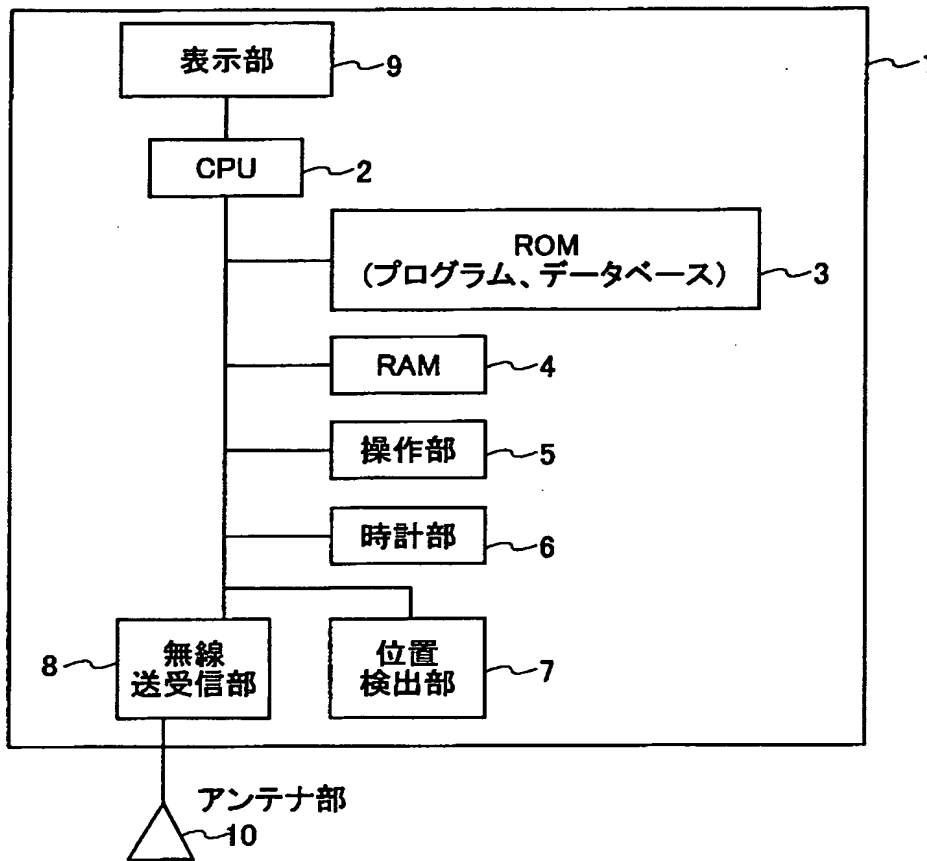 表示部
9
CPU
2
ROM
(プログラム、データベース)
3
RAM
4
操作部
5
時計部
6
無線
送受信部
8
位置
検出部
7
アンテナ部
10